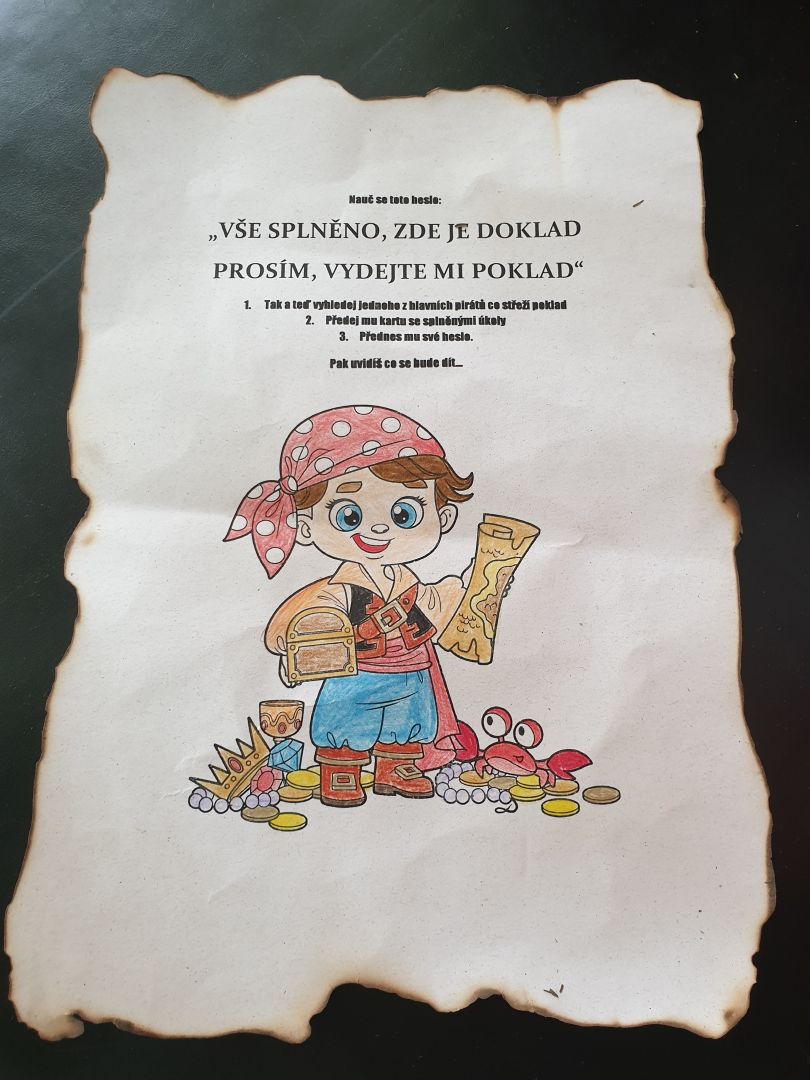 Nauč se toto heslo:
„VŠE SPLNĚNO, ZDE JE DOKLAD
PROSÍM, VYDEJTE MI POKLAD“
1. Tak a teď vyhledej jednoho z hlavních pirátů co střeží poklad
2. Předej mu kartu se splněnými úkoly
3. Přednes mu své heslo.
Pak uvidíš co se bude dít...